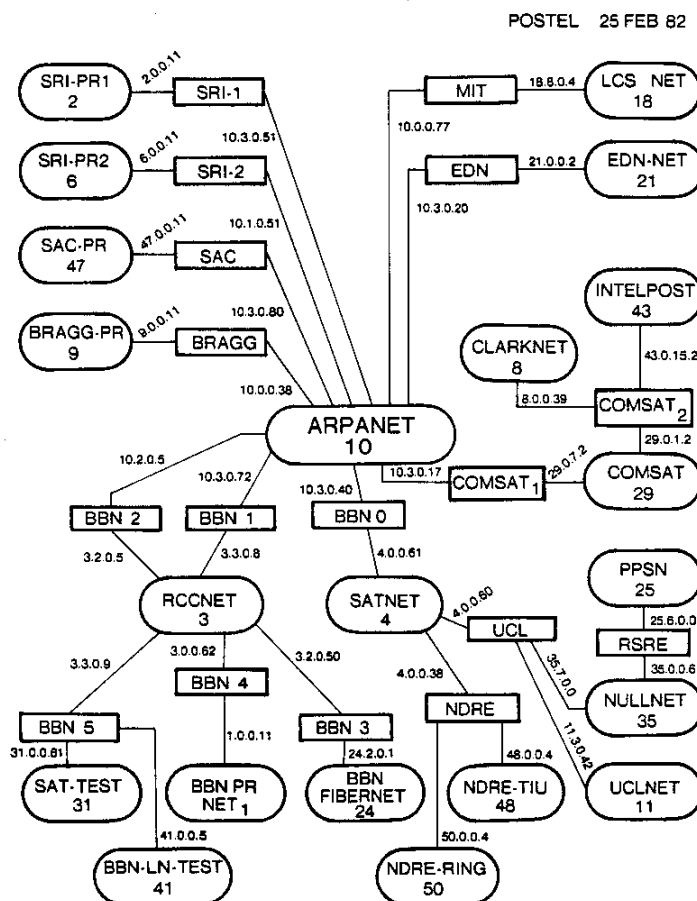 POSTEL 25 FEB 82
SRI-PR1
2
2.0.0.11
SRI-1
10.3.0.51
SRI-PR2
6
6.0.0.11
SRI-2
10.1.0.51
SAC-PR
47
47.0.0.11
SAC
10.3.0.80
BRAGG-PR
9
9.0.0.11
BRAGG
10.0.0.38
MIT
18.8.0.4
LCS NET
18
10.0.0.77
EDN
21.0.0.2
EDN-NET
21
10.3.0.20
INTELPOST
43
43.0.15.2
CLARKNET
8
8.0.0.39
COMSAT 2
29.0.1.2
COMSAT
29
29.0.7.2
COMSAT 1
10.3.0.17
ARPANET
10
10.2.0.5
10.3.0.72
10.3.0.40
BBN 2
BBN 1
BBN 0
3.2.0.5
3.3.0.8
4.0.0.61
RCCNET
3
SATNET
4
4.0.0.60
UCL
PPSN
25
25.6.0.0
RSRE
35.0.0.6
35.7.0.0
NULLNET
35
11.3.0.42
UCLNET
11
3.3.0.9
3.0.0.62
3.2.0.50
4.0.0.38
BBN 4
BBN 5
BBN 3
NDRE
31.0.0.61
1.0.0.11
24.2.0.1
48.0.0.4
SAT-TEST
31
BBN PR
NET 1
BBN
FIBERNET
24
NDRE-TIU
48
41.0.0.5
50.0.0.4
BBN-LN-TEST
41
NDRE-RING
50